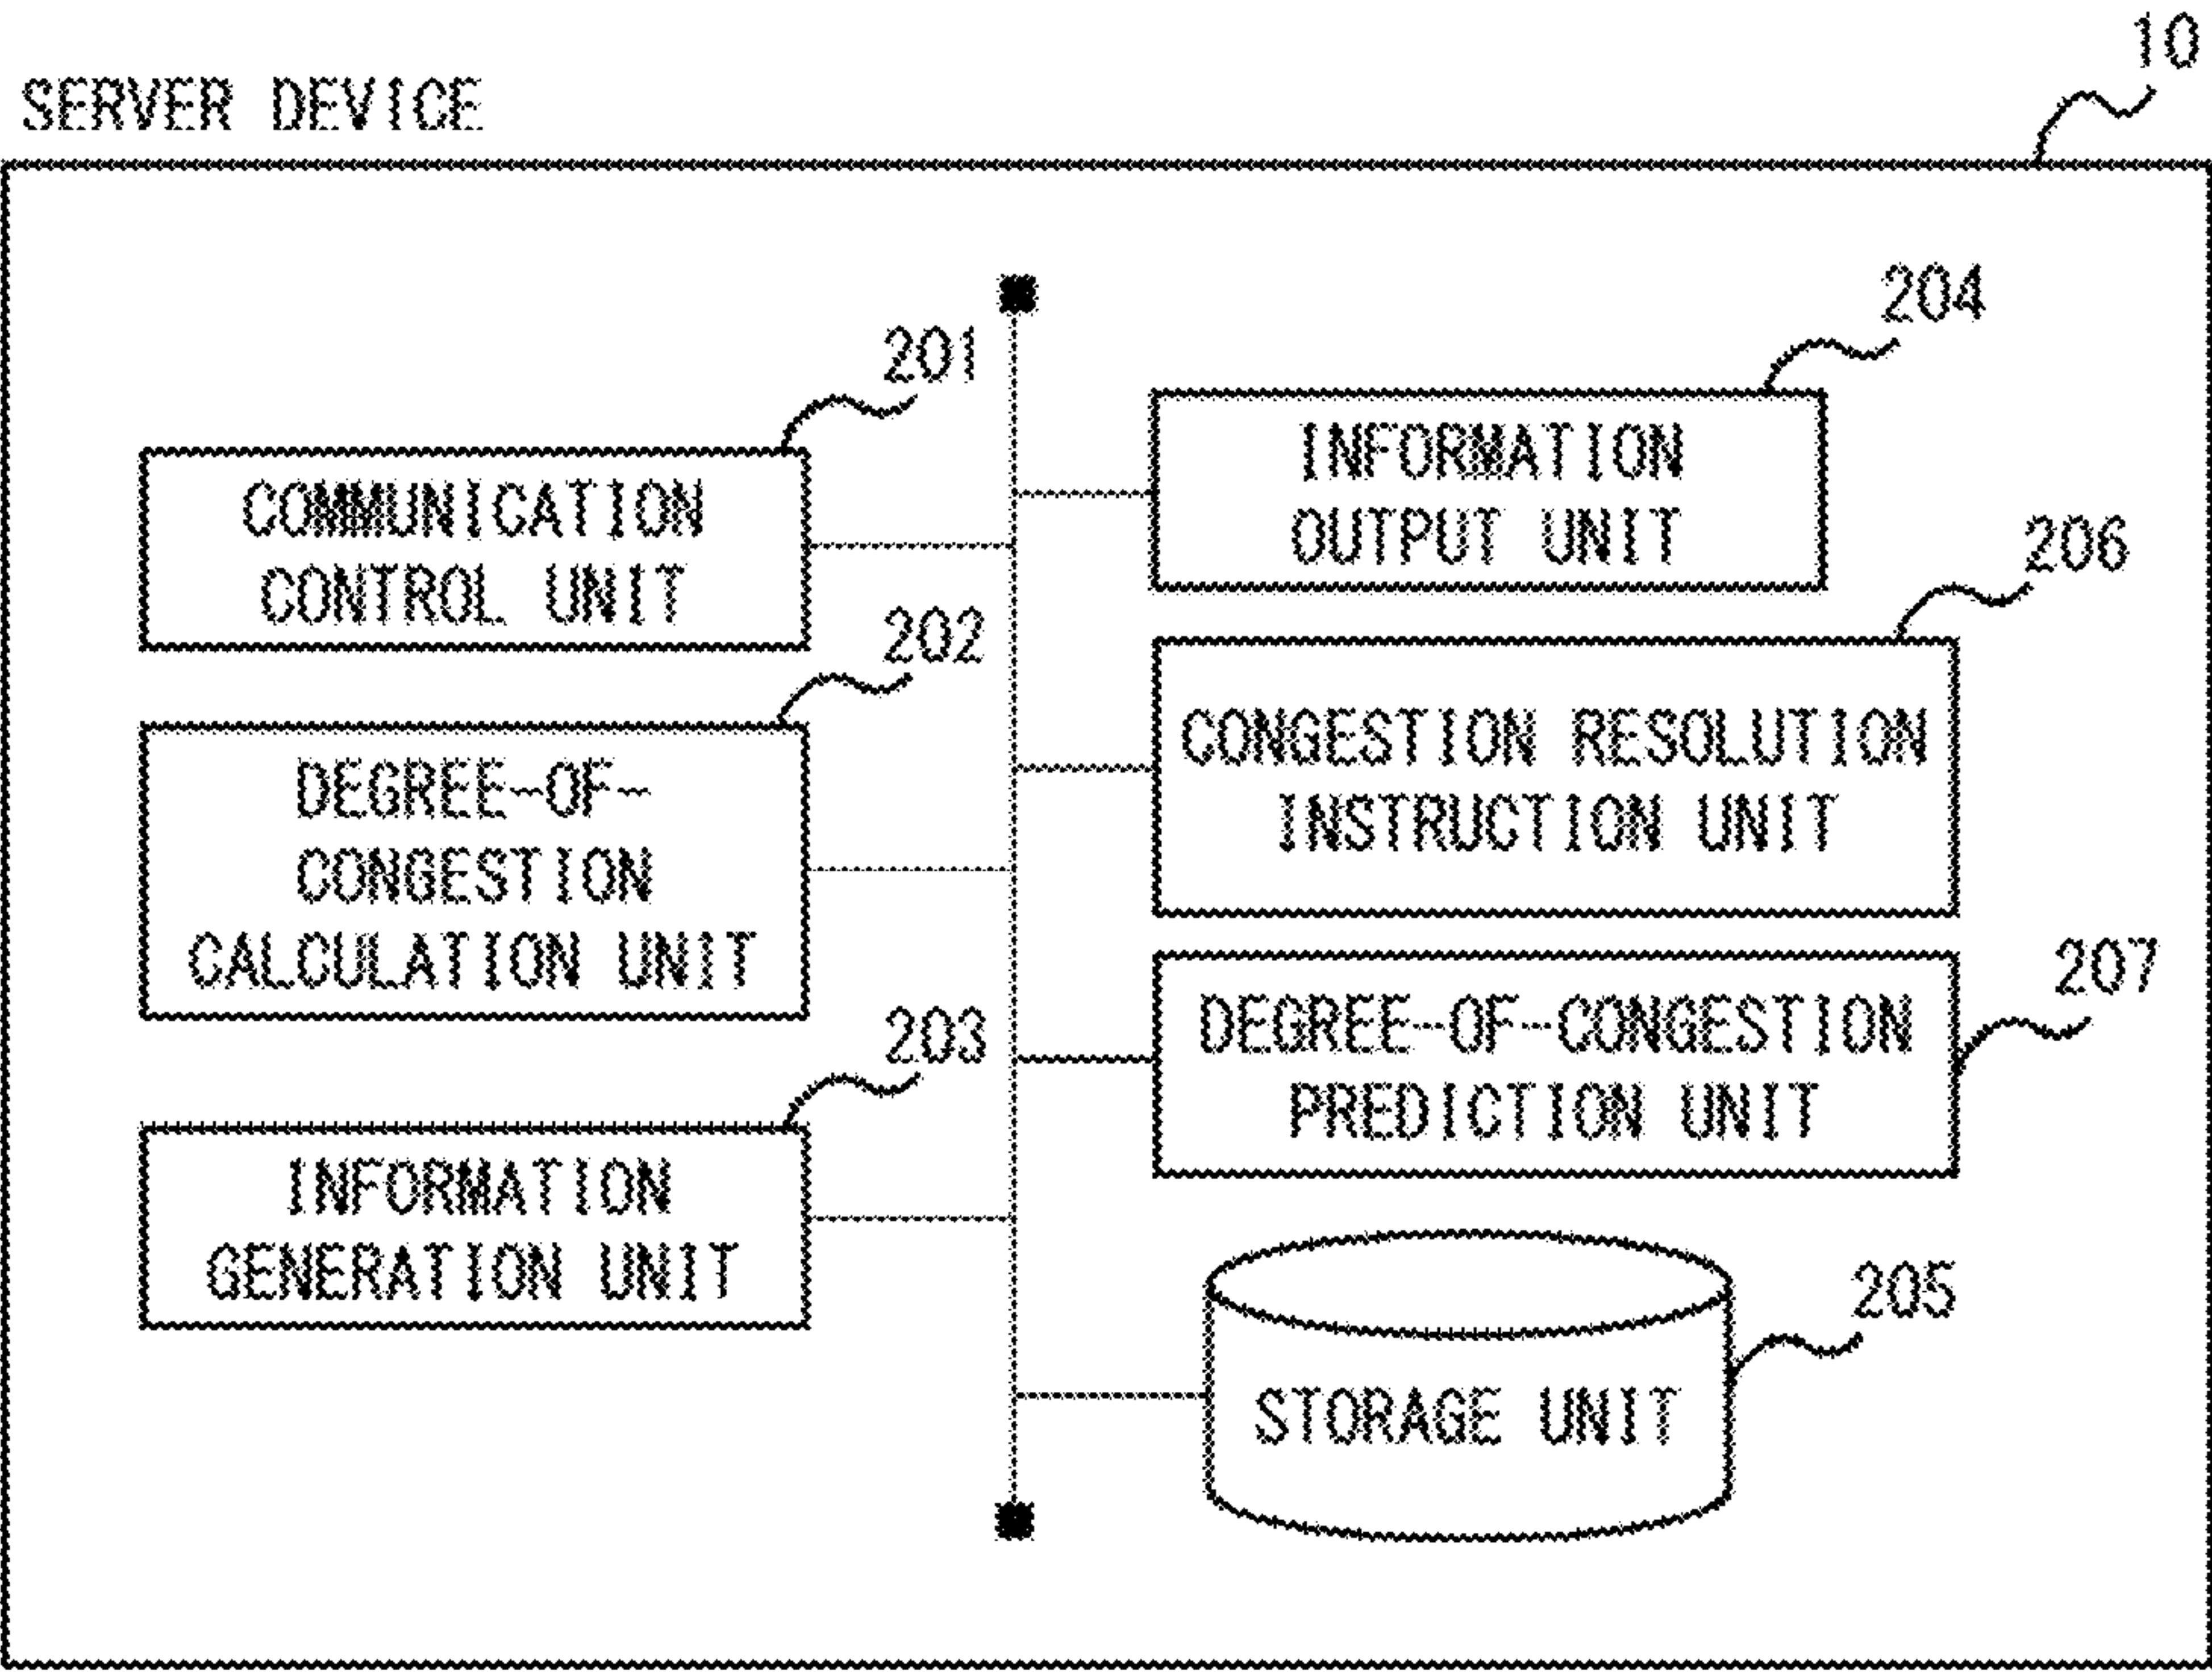 10
SERVER DEVICE
201
COMMUNICATION
CONTROL UNIT
202
DEGREE-OF-
CONGESTION
CALCULATION UNIT
203
INFORMATION
GENERATION UNIT
204
INFORMATION
OUTPUT UNIT
206
CONGESTION RESOLUTION
INSTRUCTION UNIT
207
DEGREE-OF-CONGESTION
PREDICTION UNIT
205
STORAGE UNIT